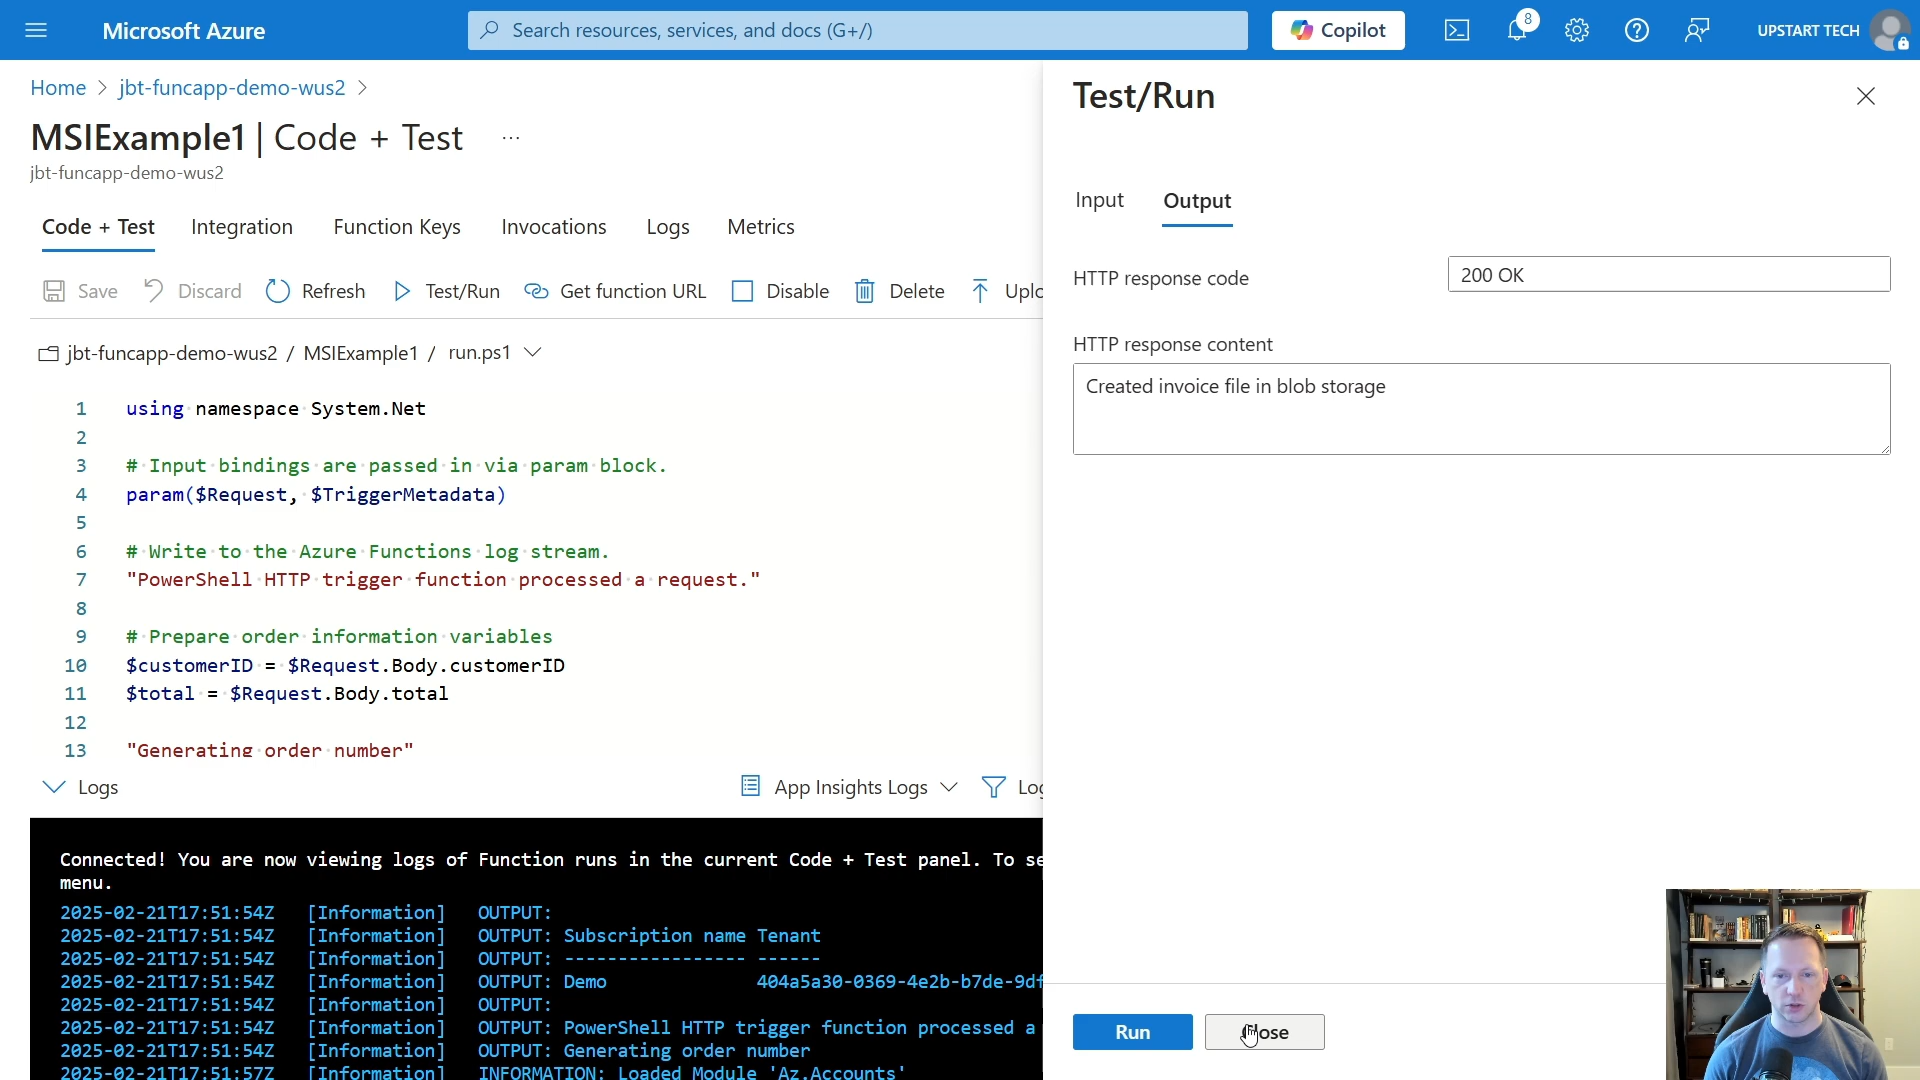 Microsoft Azure
Search resources, services, and docs (G+/)
Copilot
8
UPSTART TECH
Home > jbt-funcapp-demo-wus2 >
MSIExample1 | Code + Test ...
jbt-funcapp-demo-wus2
Code + Test Integration Function Keys Invocations Logs Metrics
Save Discard Refresh Test/Run Get function URL Disable Delete Uplo
jbt-funcapp-demo-wus2 / MSIExample1 / run.ps1
1 using namespace System.Net
2
3 # Input bindings are passed in via param block.
4 param($Request, $TriggerMetadata)
5
6 # Write to the Azure Functions log stream.
7 "PowerShell HTTP trigger function processed a request."
8
9 # Prepare order information variables
10 $customerID = $Request.Body.customerID
11 $total = $Request.Body.total
12
13 "Generating order number"
Logs
App Insights Logs
Log
Connected! You are now viewing logs of Function runs in the current Code + Test panel. To se
menu.
2025-02-21T17:51:54Z [Information] OUTPUT:
2025-02-21T17:51:54Z [Information] OUTPUT: Subscription name Tenant
2025-02-21T17:51:54Z [Information] OUTPUT: ----------------- ------
2025-02-21T17:51:54Z [Information] OUTPUT: Demo 404a5a30-0369-4e2b-b7de-9df
2025-02-21T17:51:54Z [Information] OUTPUT:
2025-02-21T17:51:54Z [Information] OUTPUT: PowerShell HTTP trigger function processed a
2025-02-21T17:51:54Z [Information] OUTPUT: Generating order number
2025-02-21T17:51:57Z [Information] INFORMATION: Loaded Module 'Az.Accounts'
Test/Run
Input Output
HTTP response code
200 OK
HTTP response content
Created invoice file in blob storage
Run
Close